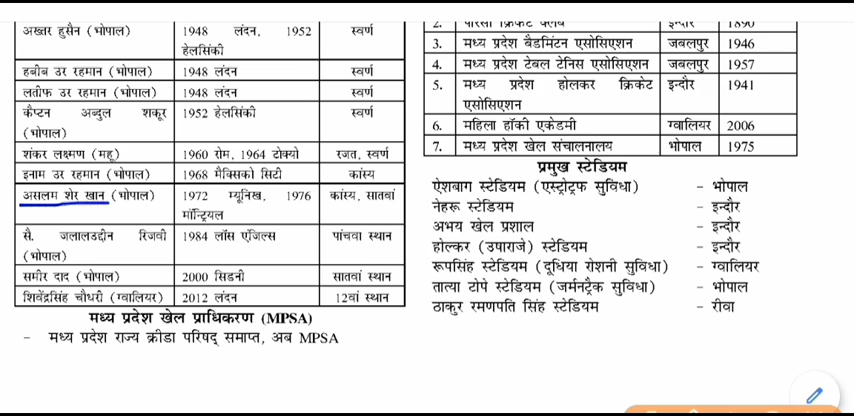 अख्तर हुसैन (भोपाल) 1948 लंदन, 1952 स्वर्ण
हेलसिंकी
हबीब उर रहमान (भोपाल) 1948 लंदन स्वर्ण
लतीफ उर रहमान (भोपाल) 1948 लंदन स्वर्ण
कैप्टन अब्दुल शकूर 1952 हेलसिंकी स्वर्ण
(भोपाल)
शंकर लक्ष्मण (महू) 1960 रोम, 1964 टोक्यो रजत, स्वर्ण
इनाम उर रहमान (भोपाल) 1968 मैक्सिको सिटी कांस्य
असलम शेर खान (भोपाल) 1972 म्यूनिख, 1976 कांस्य, सातवां
मॉन्ट्रियल
सै. जलालउद्दीन रिजवी 1984 लॉस एंजिल्स पांचवा स्थान
(भोपाल)
समीर दाद (भोपाल) 2000 सिडनी सातवां स्थान
शिवेंद्रसिंह चौधरी (ग्वालियर) 2012 लंदन 12वां स्थान
मध्य प्रदेश खेल प्राधिकरण (MPSA)
- मध्य प्रदेश राज्य क्रीडा परिषद् समाप्त, अब MPSA
2. पारसी क्रिकेट क्लब इन्दौर 1890
3. मध्य प्रदेश बैडमिंटन एसोसिएशन जबलपुर 1946
4. मध्य प्रदेश टेबल टेनिस एसोसिएशन जबलपुर 1957
5. मध्य प्रदेश होलकर क्रिकेट इन्दौर 1941
एसोसिएशन
6. महिला हॉकी एकेडमी ग्वालियर 2006
7. मध्य प्रदेश खेल संचालनालय भोपाल 1975
प्रमुख स्टेडियम
ऐशबाग स्टेडियम (एस्ट्रोट्रफ सुविधा) - भोपाल
नेहरू स्टेडियम - इन्दौर
अभय खेल प्रशाल - इन्दौर
होल्कर (उषाराजे) स्टेडियम - इन्दौर
रूपसिंह स्टेडियम (दूधिया रोशनी सुविधा) - ग्वालियर
तात्या टोपे स्टेडियम (जर्मनट्रैक सुविधा) - भोपाल
ठाकुर रमणपति सिंह स्टेडियम - रीवा